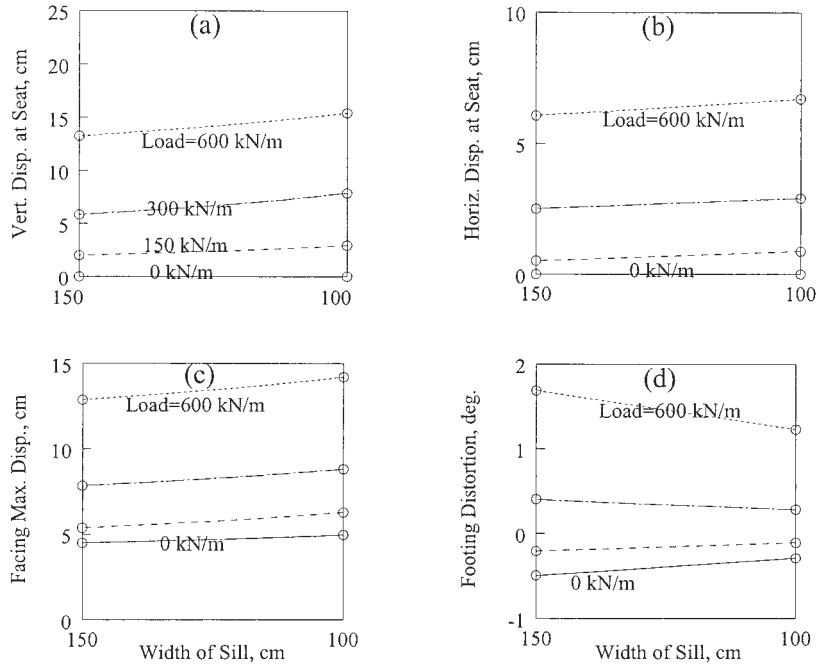 25
20
15
10
5
0
Vert. Disp. at Seat, cm
(a)
Load=600 kN/m
300 kN/m
150 kN/m
0 kN/m
150
100
10
5
0
Horiz. Disp. at Seat, cm
(b)
Load=600 kN/m
0 kN/m
150
100
15
10
5
0
Facing Max. Disp., cm
(c)
Load=600 kN/m
0 kN/m
150
100
Width of Sill, cm
2
1
0
-1
Footing Distortion, deg.
(d)
Load=600 kN/m
0 kN/m
150
100
Width of Sill, cm